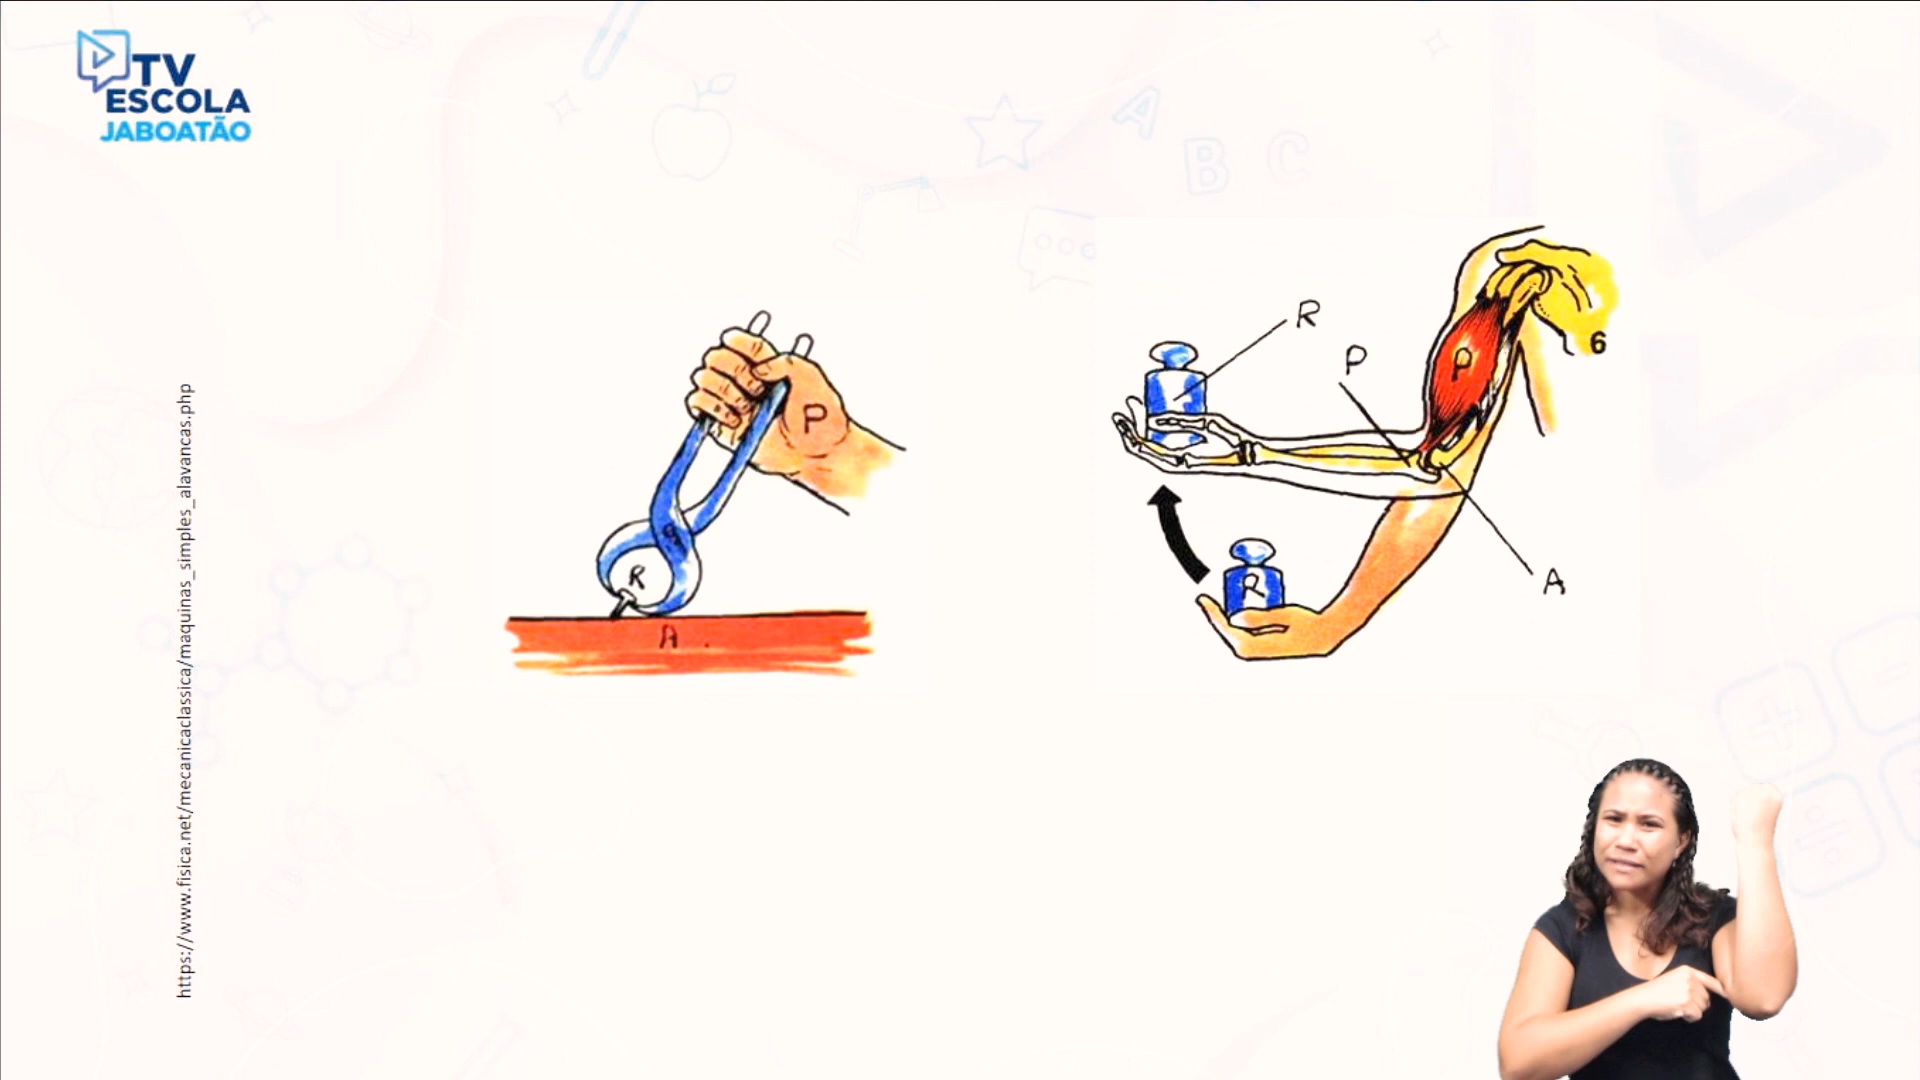 TV
ESCOLA
JABOATÃO
https://www.fisica.net/mecanicaclassica/maquinas_simples_alavancas.php
P
R
A
R
P
P
6
R
A